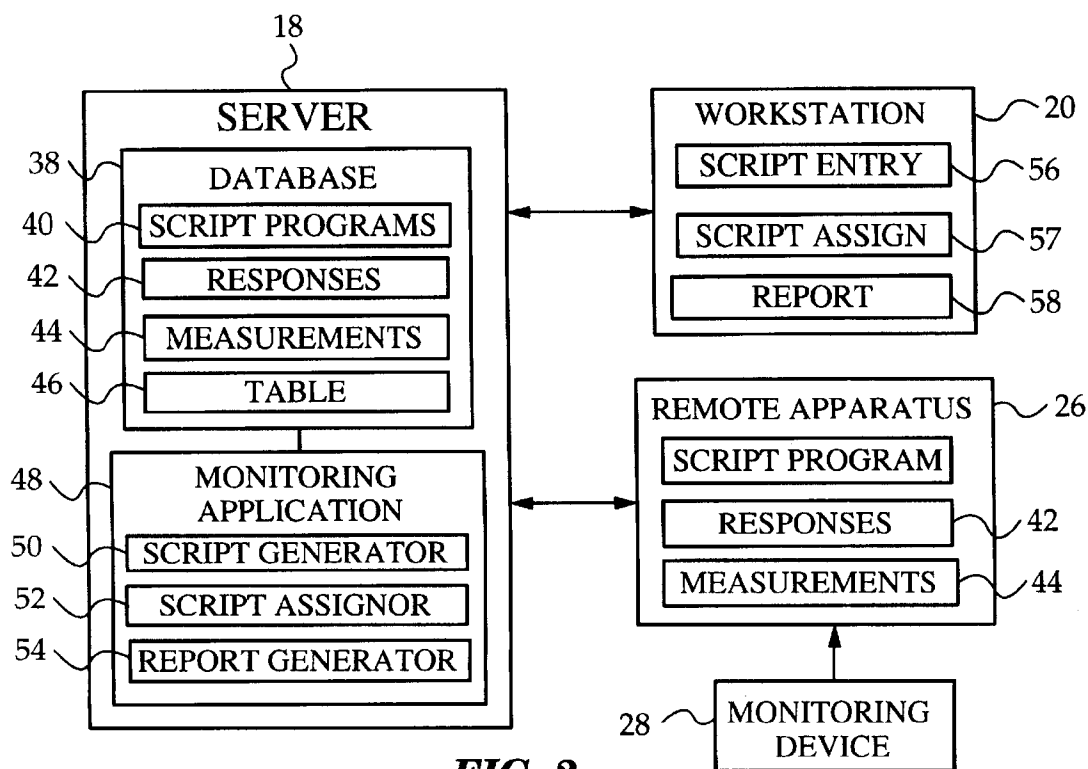 18
SERVER
38
DATABASE
40
SCRIPT PROGRAMS
42
RESPONSES
44
MEASUREMENTS
46
TABLE
48
MONITORING
APPLICATION
50
SCRIPT GENERATOR
52
SCRIPT ASSIGNOR
54
REPORT GENERATOR
WORKSTATION
20
SCRIPT ENTRY
56
SCRIPT ASSIGN
57
REPORT
58
REMOTE APPARATUS
26
SCRIPT PROGRAM
RESPONSES
42
MEASUREMENTS
44
28
MONITORING
DEVICE